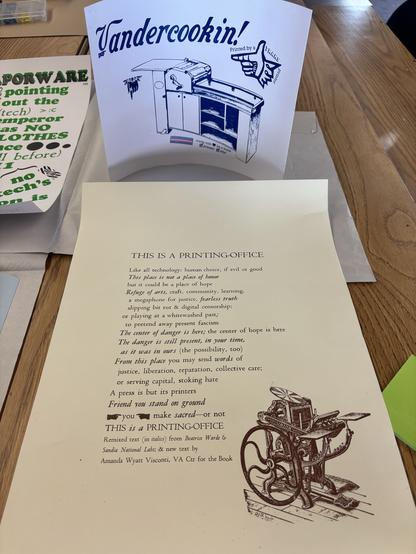 Vandercookin!
Printed by a
APORWARE
pointing
out the
(tech) >:c
emperor
has NO
CLOTHES
before)
no
tech's
on is
THIS IS A PRINTING-OFFICE
Like all technology: human choice, if evil or good
This place is not a place of honor
but it could be a place of hope
Refuge of arts, craft, community, learning,
a megaphone for justice, fearless truth
shipping bit rot & digital censorship;
or playing at a whitewashed past;
to pretend away present fascism
The center of danger is here; the center of hope is here
The danger is still present, in your time,
as it was in ours (the possibility, too)
From this place you may send words of
justice, liberation, reparation, collective care;
or serving capital, stoking hate
A press is but its printers
Friend you stand on ground
you make sacred—or not
THIS is a PRINTING-OFFICE
Remixed text (in italics) from Beatrice Warde &
Sandia National Labs; & new text by
Amanda Wyatt Visconti, VA Ctr for the Book